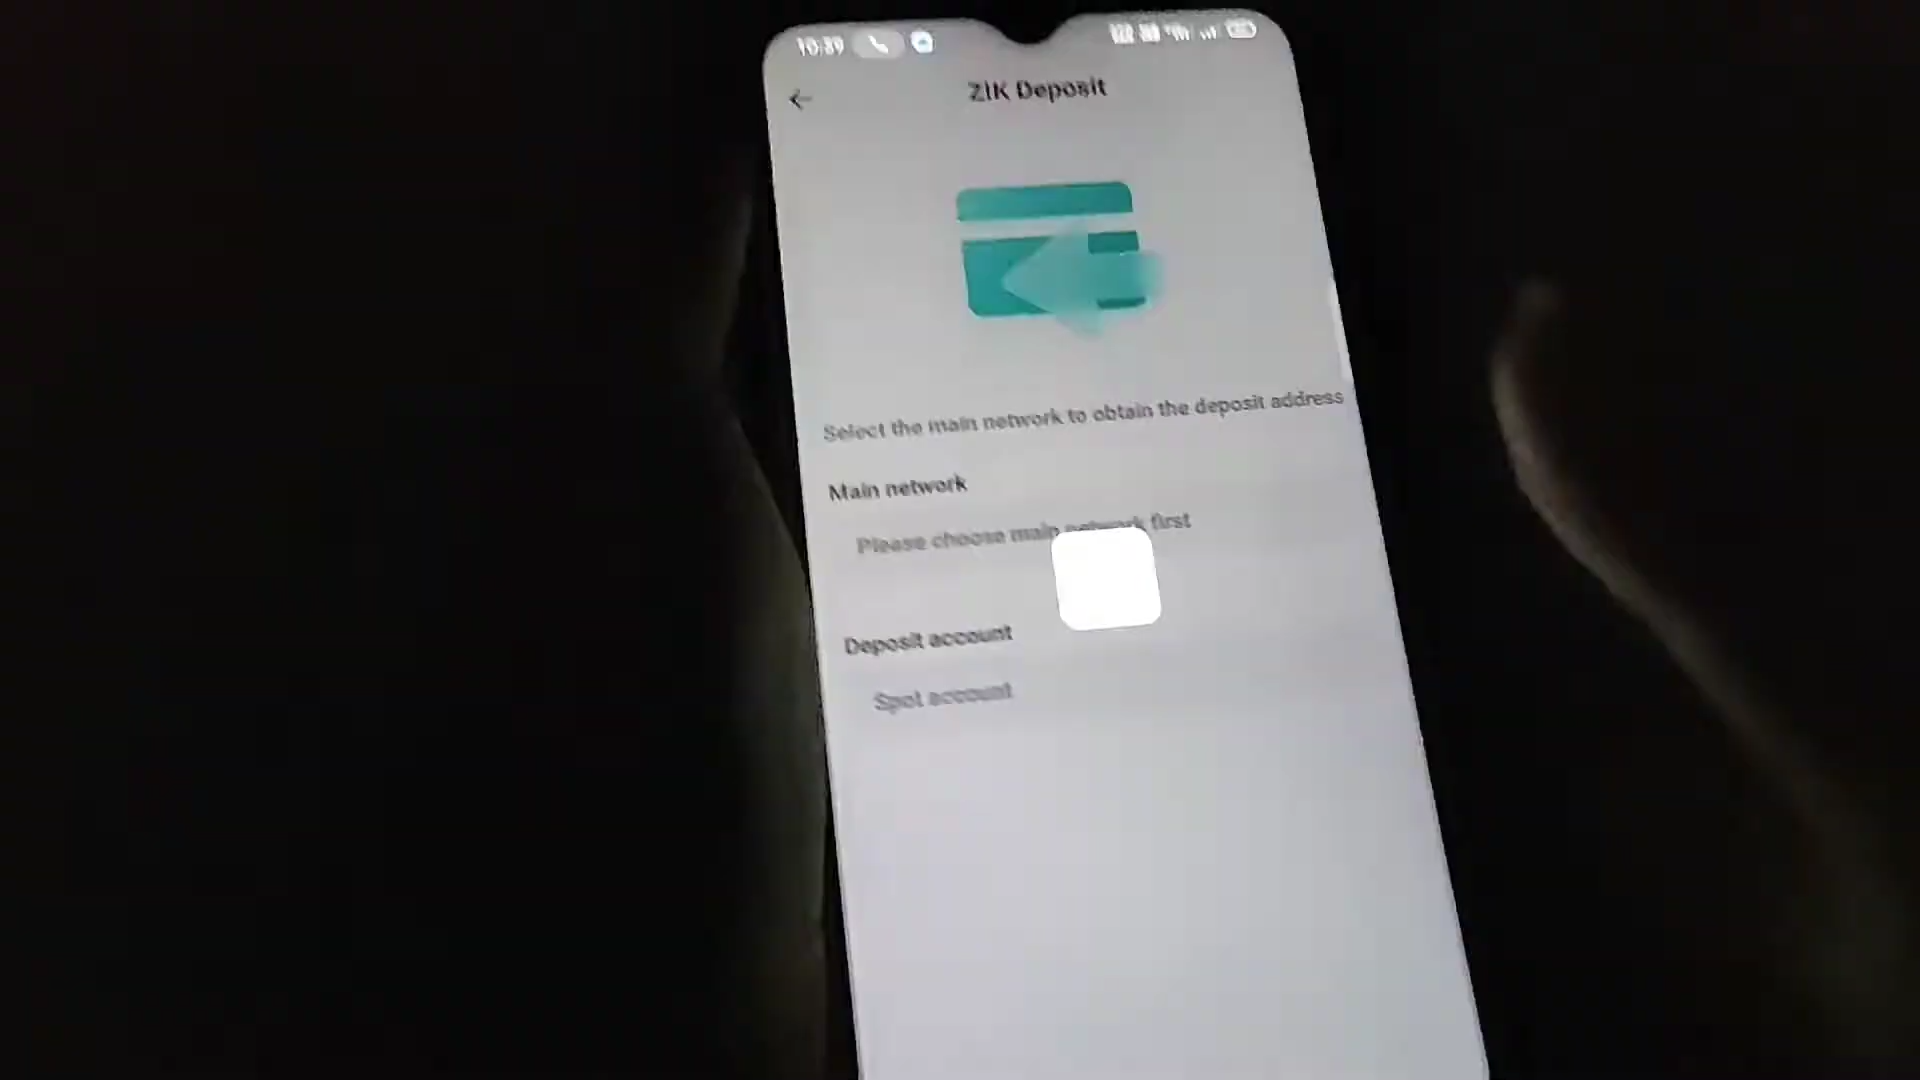 10:39
ZIK Deposit
Select the main network to obtain the deposit address
Main network
Please choose main network first
Deposit account
Spot account